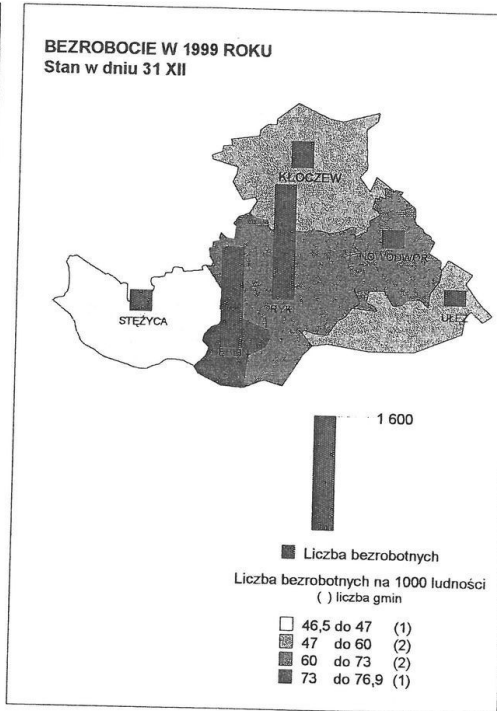 BEZROBOCIE W 1999 ROKU
Stan w dniu 31 XII
KŁOCZEW
NOWODWÓR
RYKI
UŁĘŻ
STĘŻYCA
1 600
Liczba bezrobotnych
Liczba bezrobotnych na 1000 ludności
( ) liczba gmin
46,5 do 47 (1)
47 do 60 (2)
60 do 73 (2)
73 do 76,9 (1)